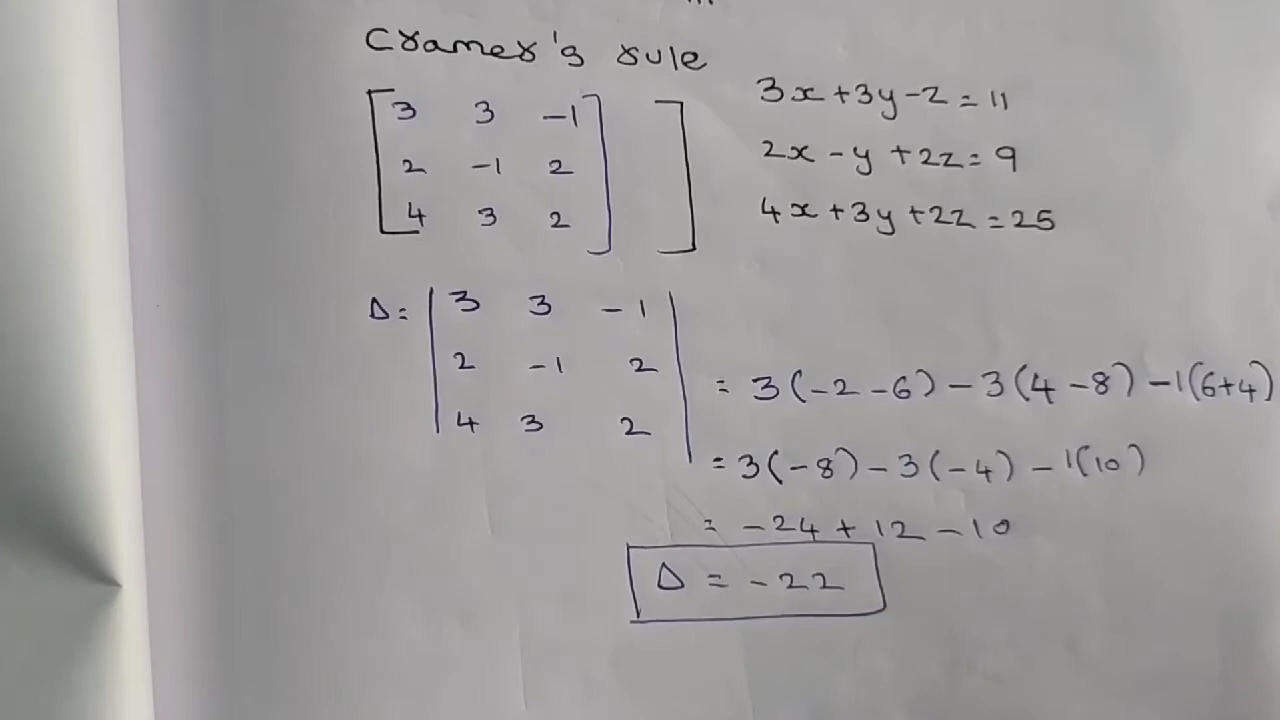 Cramer's rule
[3 3 -1] ]
2 -1 2
4 3 2
3x+3y-z=11
2x-y+2z=9
4x+3y+2z=25
Δ= |3 3 -1|
2 -1 2
4 3 2
= 3(-2-6)-3(4-8)-1(6+4)
= 3(-8)-3(-4)-1(10)
= -24+12-10
Δ = -22